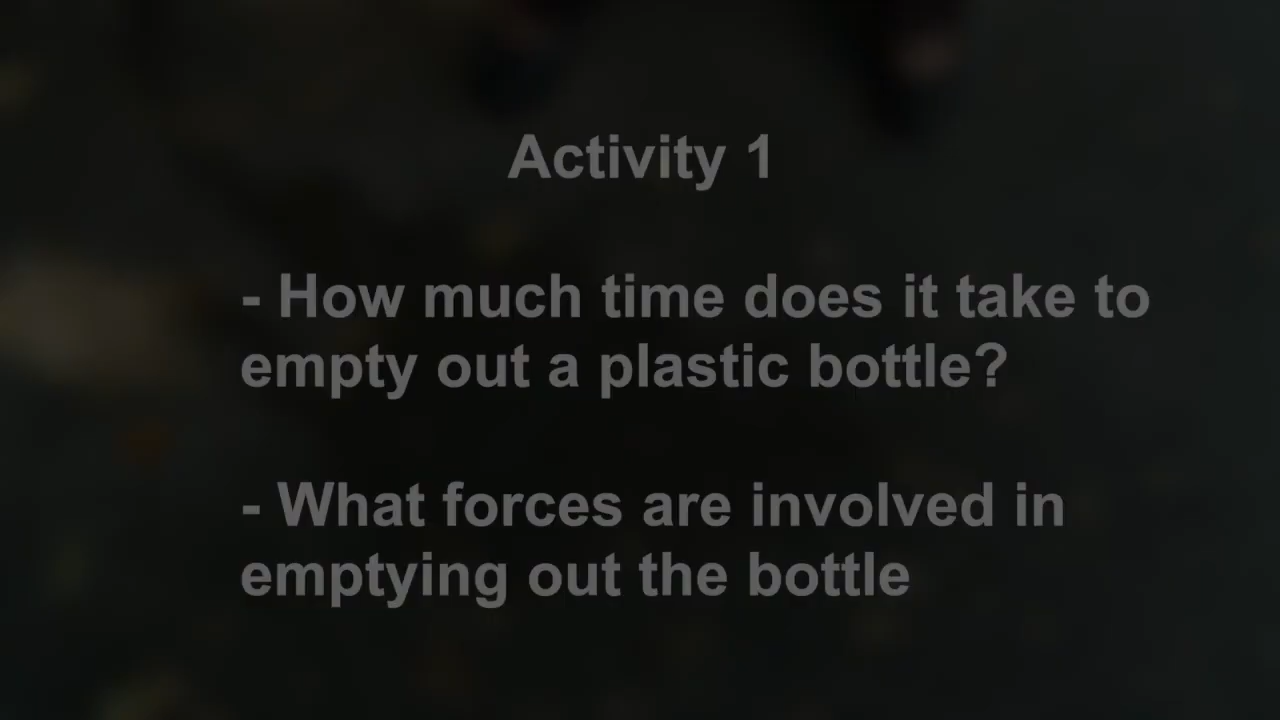 Activity 1
- How much time does it take to
empty out a plastic bottle?
- What forces are involved in
emptying out the bottle